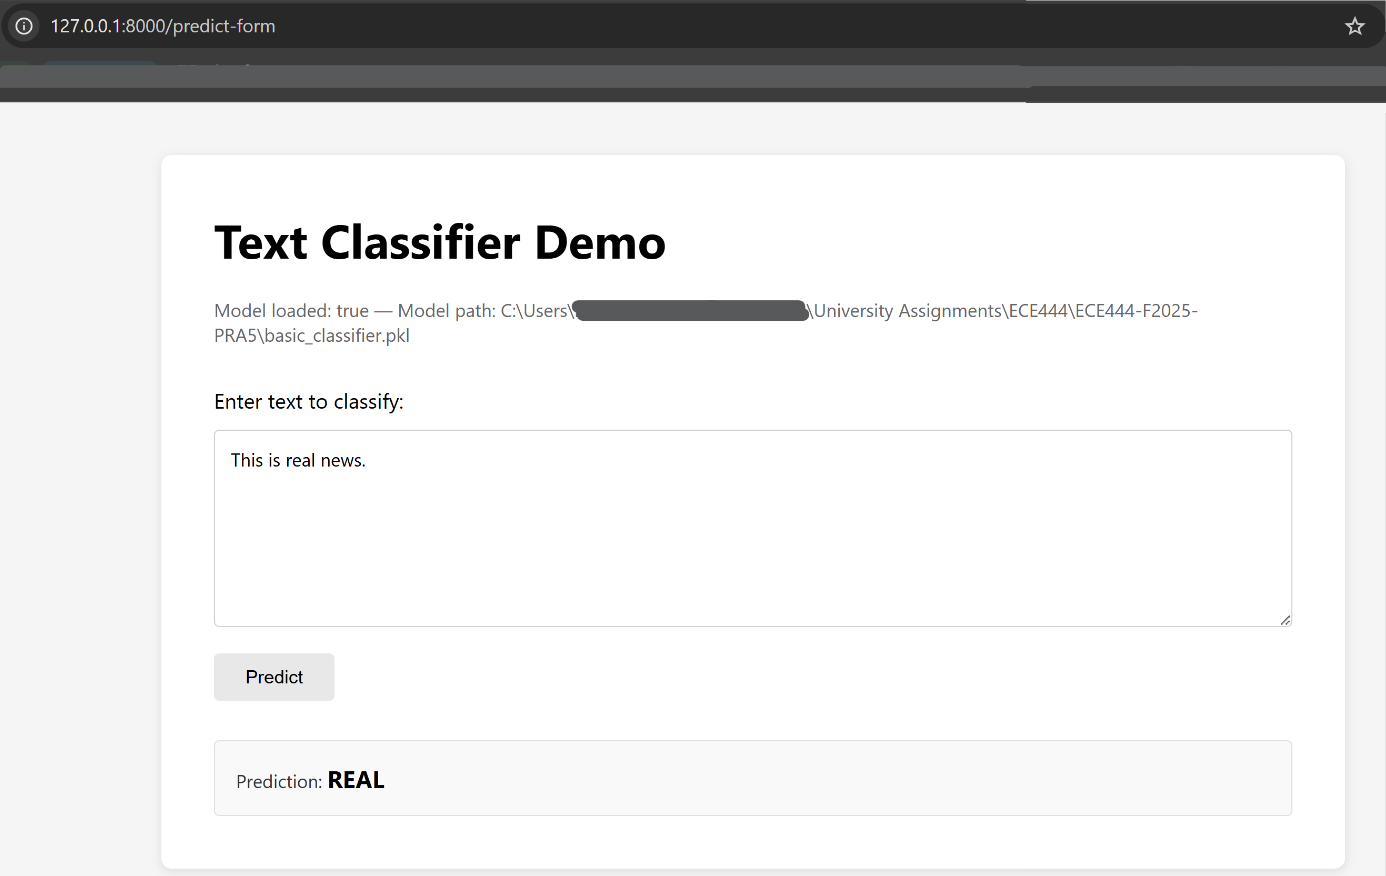 127.0.0.1:8000/predict-form
Text Classifier Demo
Model loaded: true — Model path: C:\Users\ \University Assignments\ECE444\ECE444-F2025-
PRA5\basic_classifier.pkl
Enter text to classify:
This is real news.
Predict
Prediction: REAL